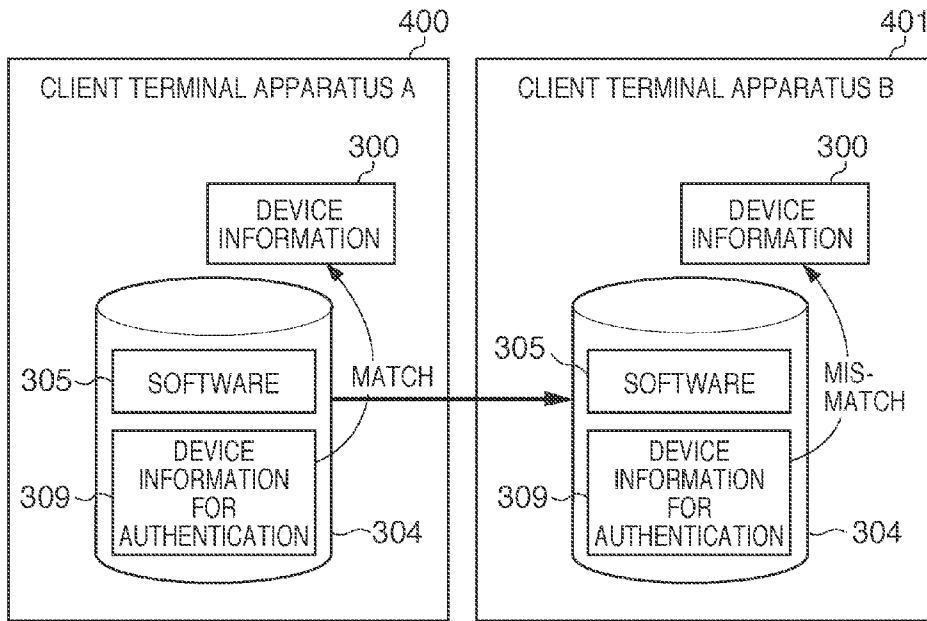 400
CLIENT TERMINAL APPARATUS A
300
DEVICE
INFORMATION
305
SOFTWARE
MATCH
309
DEVICE
INFORMATION
FOR
AUTHENTICATION
304
401
CLIENT TERMINAL APPARATUS B
300
DEVICE
INFORMATION
305
SOFTWARE
MIS-
MATCH
309
DEVICE
INFORMATION
FOR
AUTHENTICATION
304